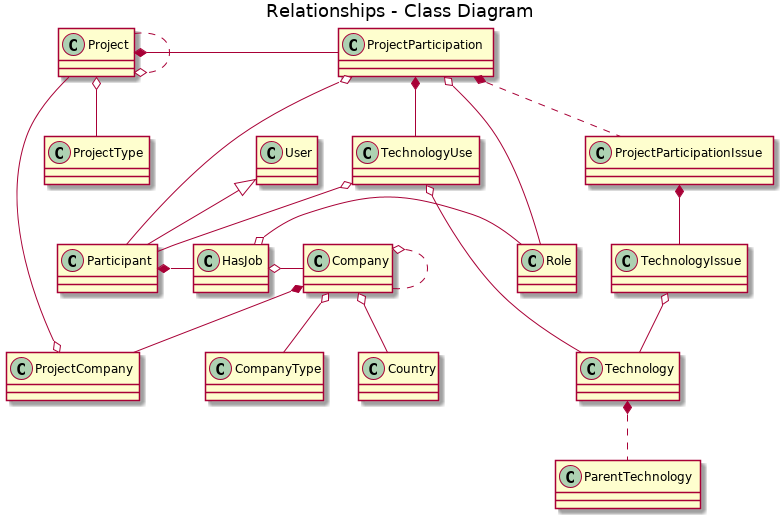 Relationships - Class Diagram
C Project
C ProjectParticipation
C ProjectType
C User
C TechnologyUse
C ProjectParticipationIssue
C Participant
C HasJob
C Company
C Role
C TechnologyIssue
C ProjectCompany
C CompanyType
C Country
C Technology
C ParentTechnology